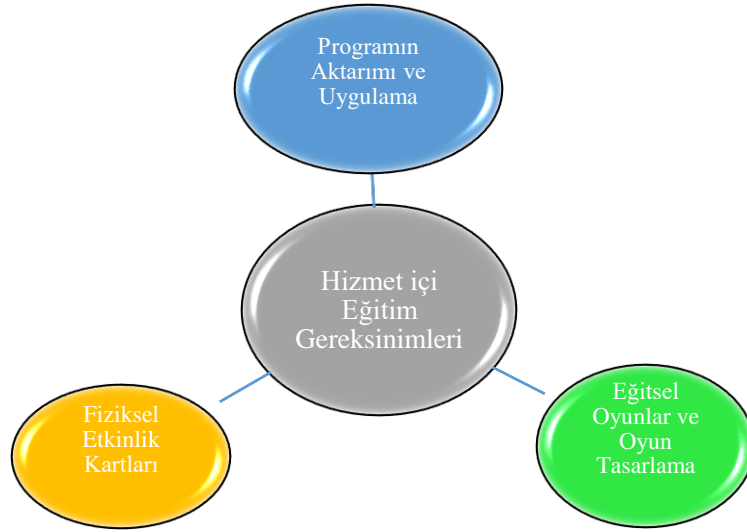 Programın
Aktarımı ve
Uygulama
Hizmet içi
Eğitim
Gereksinimleri
Fiziksel
Etkinlik
Kartları
Eğitsel
Oyunlar ve
Oyun
Tasarlama